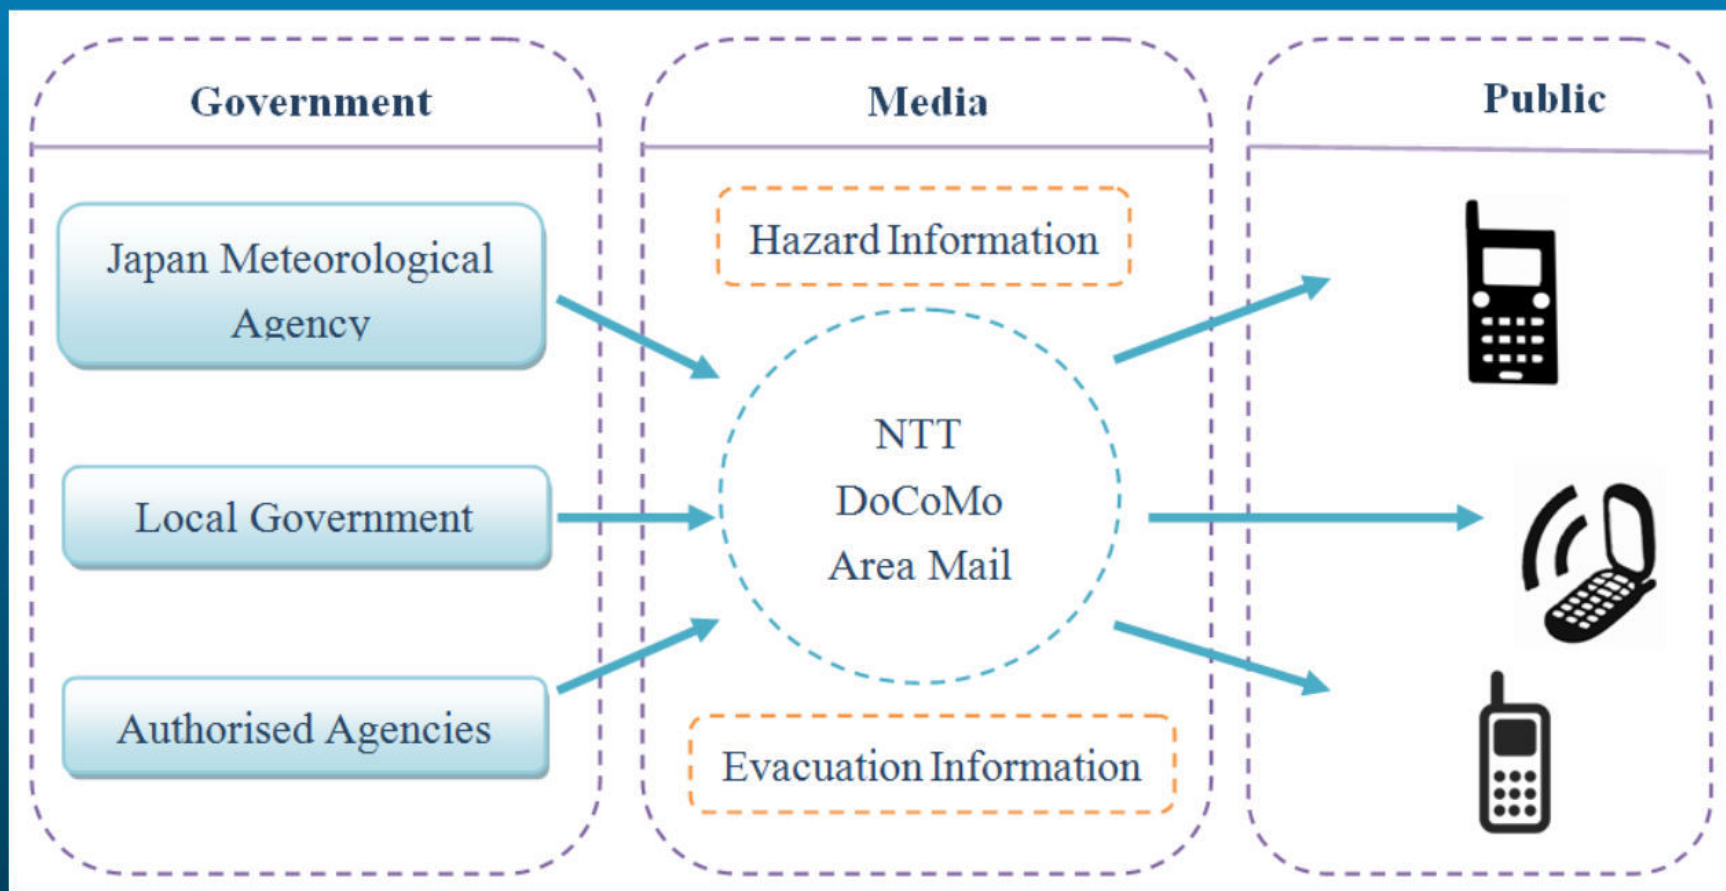 Government
Japan Meteorological
Agency
Local Government
Authorised Agencies
Media
Hazard Information
NTT
DoCoMo
Area Mail
Evacuation Information
Public